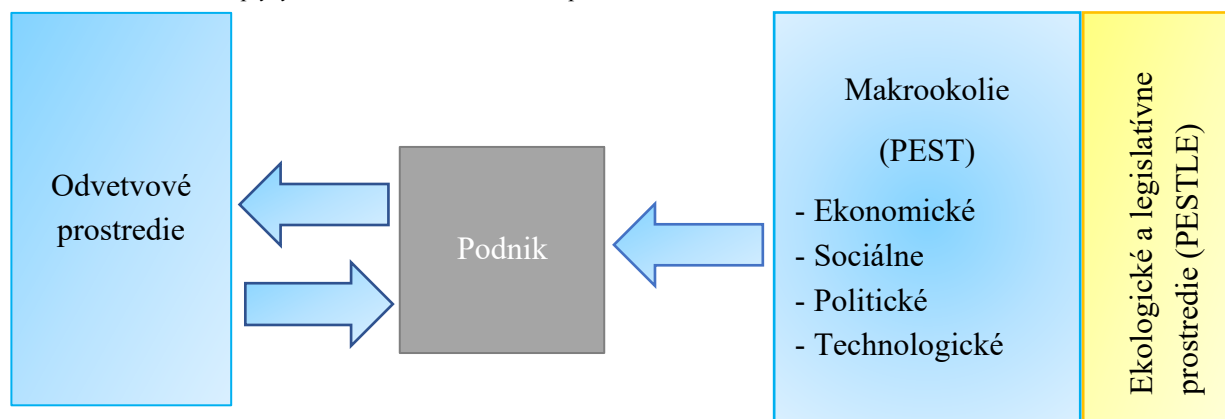 Odvetvové
prostredie
Podnik
Makrookolie
(PEST)
- Ekonomické
- Sociálne
- Politické
- Technologické
Ekologické a legislatívne
prostredie (PESTLE)